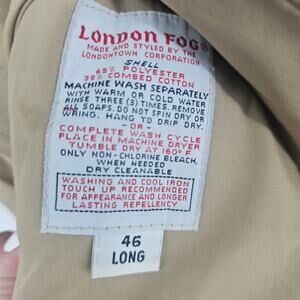 LONDON FOG®
MADE AND STYLED BY THE
LONDONTOWN CORPORATION
SHELL
65% POLYESTER
35% COMBED COTTON
MACHINE WASH SEPARATELY
WITH WARM OR COLD WATER
RINSE THREE (3) TIMES. REMOVE
ALL SOAPS. DO NOT SPIN DRY OR
WRING. HANG TO DRIP DRY.
-OR-
COMPLETE WASH CYCLE
PLACE IN MACHINE DRYER
TUMBLE DRY AT 160° F
ONLY NON-CHLORINE BLEACH,
WHEN NEEDED
DRY CLEANABLE
WASHING AND COOL IRON
TOUCH UP RECOMMENDED
FOR APPEARANCE AND LONGER
LASTING REPELLENCY
46
LONG